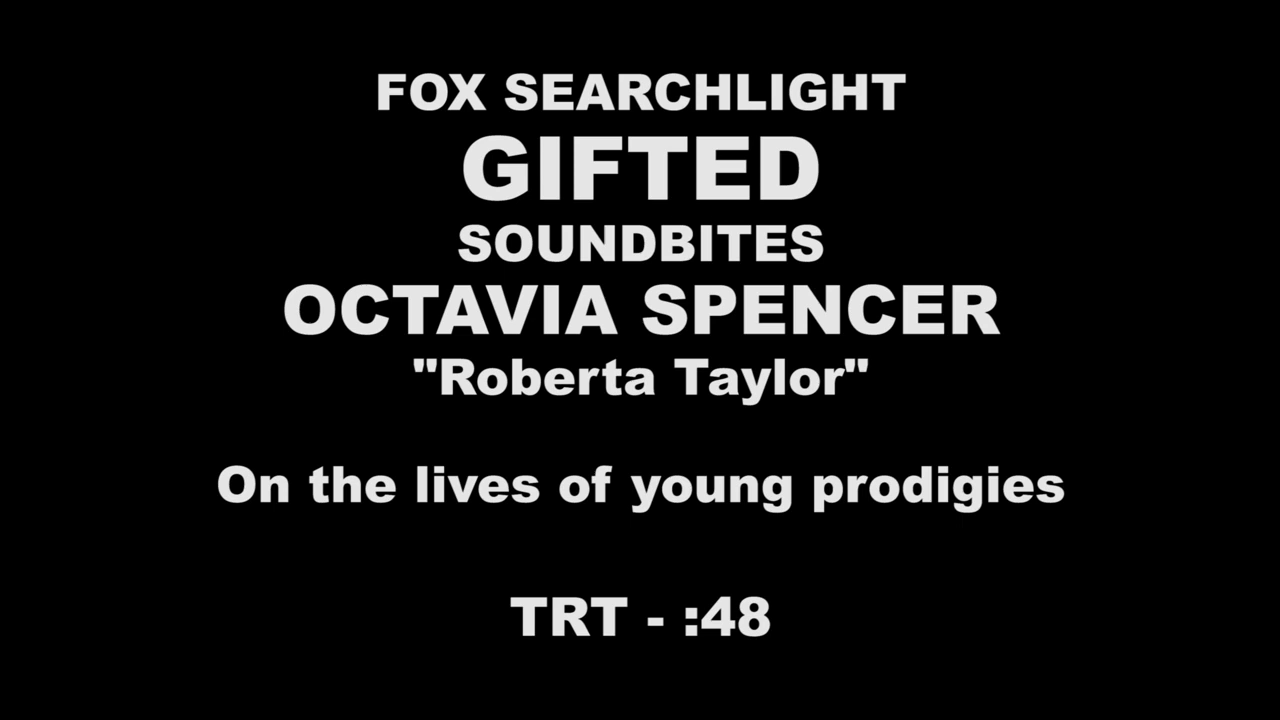 FOX SEARCHLIGHT
GIFTED
SOUNDBITES
OCTAVIA SPENCER
"Roberta Taylor"
On the lives of young prodigies
TRT - :48